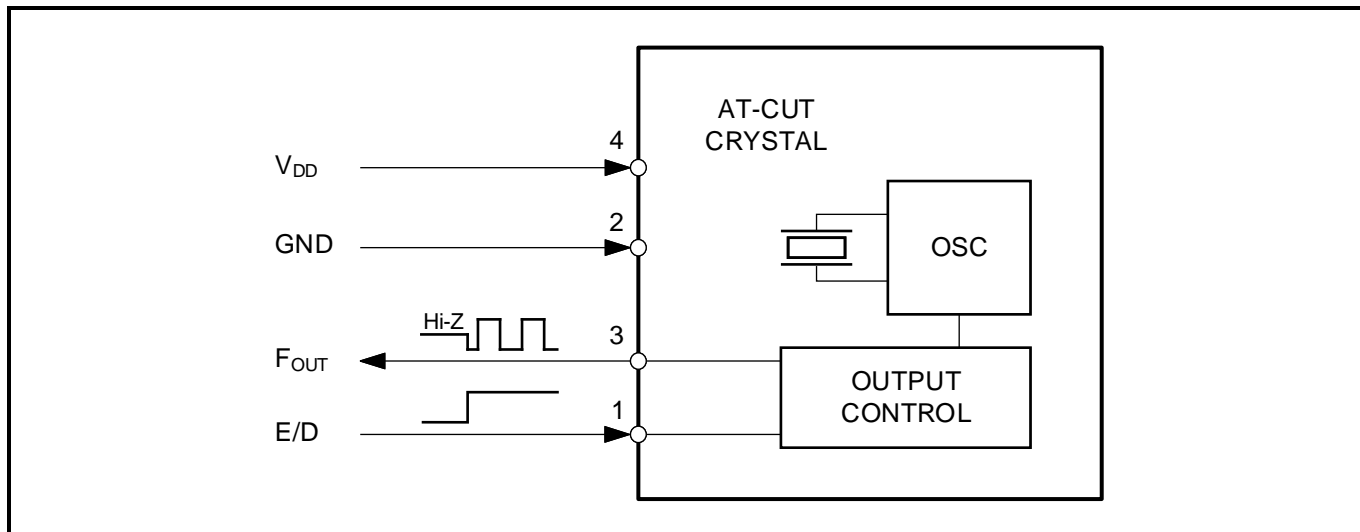 AT-CUT
CRYSTAL
4
VDD
2
GND
OSC
Hi-Z
3
FOUT
OUTPUT
CONTROL
1
E/D